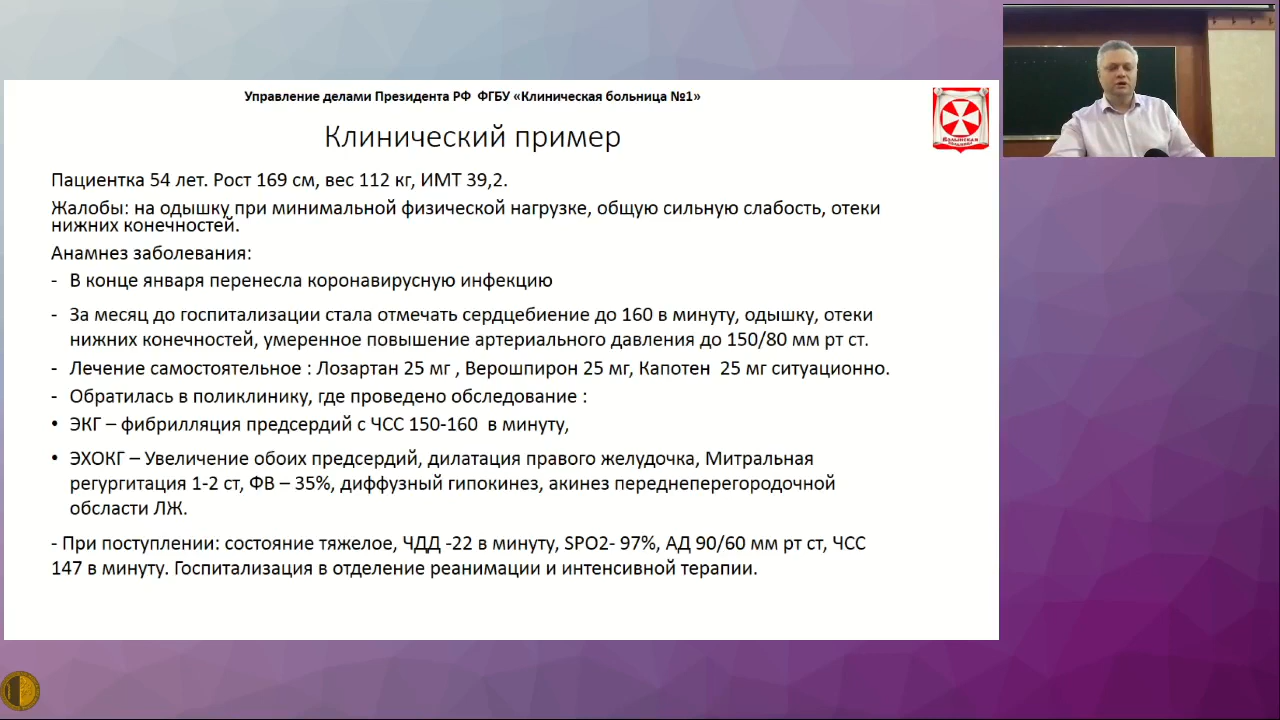 Управление делами Президента РФ ФГБУ «Клиническая больница №1»
Клинический пример
Пациентка 54 лет. Рост 169 см, вес 112 кг, ИМТ 39,2.
Жалобы: на одышку при минимальной физической нагрузке, общую сильную слабость, отеки
нижних конечностей.
Анамнез заболевания:
- В конце января перенесла коронавирусную инфекцию
- За месяц до госпитализации стала отмечать сердцебиение до 160 в минуту, одышку, отеки
нижних конечностей, умеренное повышение артериального давления до 150/80 мм рт ст.
- Лечение самостоятельное : Лозартан 25 мг , Верошпирон 25 мг, Капотен 25 мг ситуационно.
- Обратилась в поликлинику, где проведено обследование :
• ЭКГ – фибрилляция предсердий с ЧСС 150-160 в минуту,
• ЭХОКГ – Увеличение обоих предсердий, дилатация правого желудочка, Митральная
регургитация 1-2 ст, ФВ – 35%, диффузный гипокинез, акинез переднеперегородочной
обсласти ЛЖ.
- При поступлении: состояние тяжелое, ЧДД -22 в минуту, SPO2- 97%, АД 90/60 мм рт ст, ЧСС
147 в минуту. Госпитализация в отделение реанимации и интенсивной терапии.
Волынская
больница